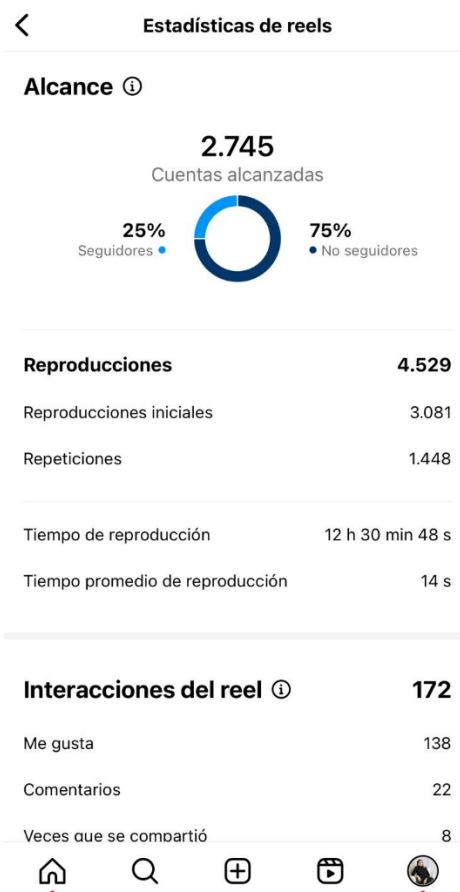 Estadísticas de reels
Alcance
2.745
Cuentas alcanzadas
25%
Seguidores
75%
No seguidores
Reproducciones 4.529
Reproducciones iniciales 3.081
Repeticiones 1.448
Tiempo de reproducción 12 h 30 min 48 s
Tiempo promedio de reproducción 14 s
Interacciones del reel 172
Me gusta 138
Comentarios 22
Veces que se compartió 8